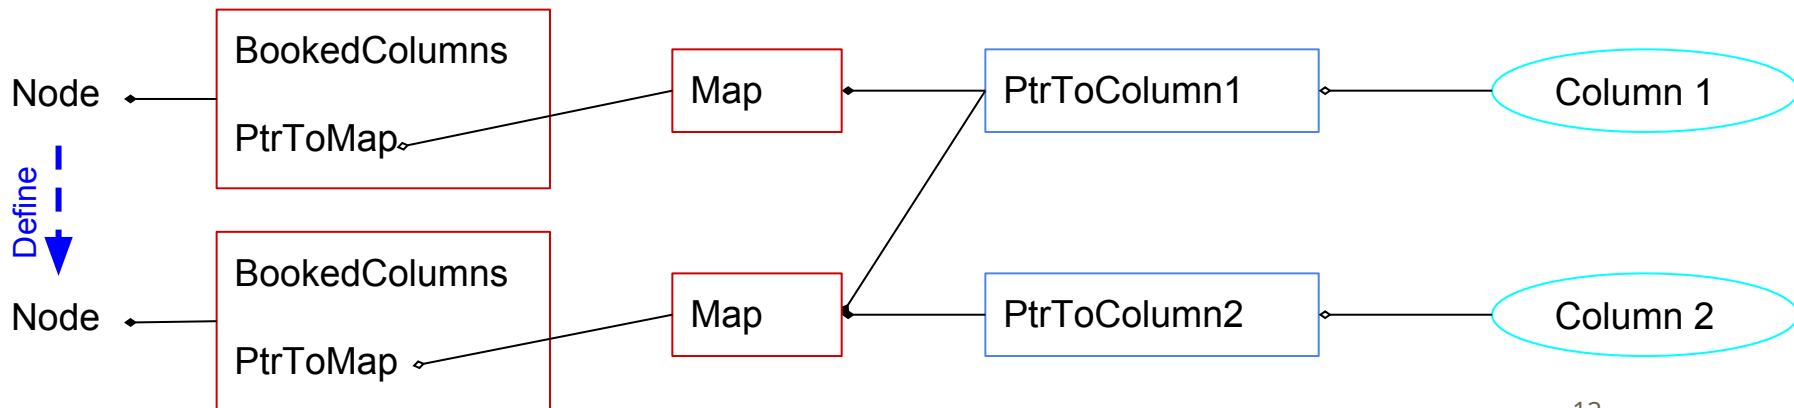 BookedColumns
Node
PtrToMap
Map
PtrToColumn1
Column 1
Define
BookedColumns
Node
PtrToMap
Map
PtrToColumn2
Column 2